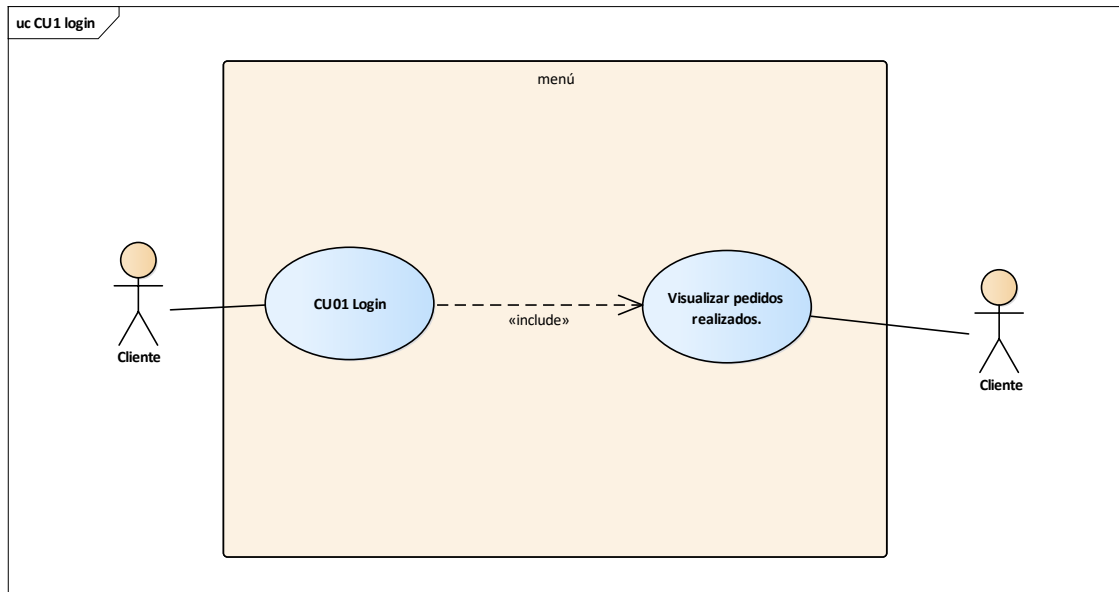 uc CU1 login
menú
CU01 Login
«include»
Visualizar pedidos
realizados.
Cliente
Cliente